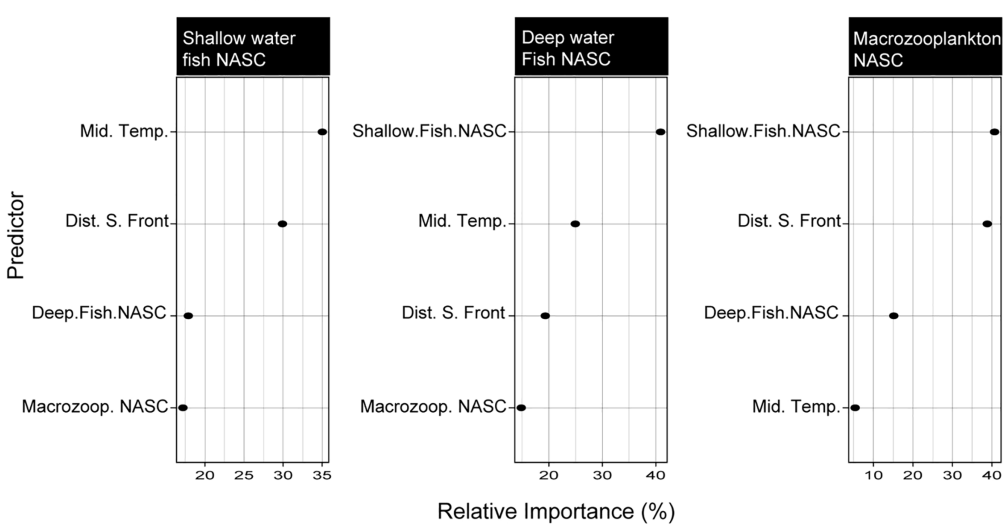 Shallow water
fish NASC
Deep water
Fish NASC
Macrozooplankton
NASC
Predictor
Mid. Temp.
Dist. S. Front
Deep.Fish.NASC
Macrozoop. NASC
20 25 30 35
Shallow.Fish.NASC
Mid. Temp.
Dist. S. Front
Macrozoop. NASC
20 30 40
Shallow.Fish.NASC
Dist. S. Front
Deep.Fish.NASC
Mid. Temp.
10 20 30 40
Relative Importance (%)